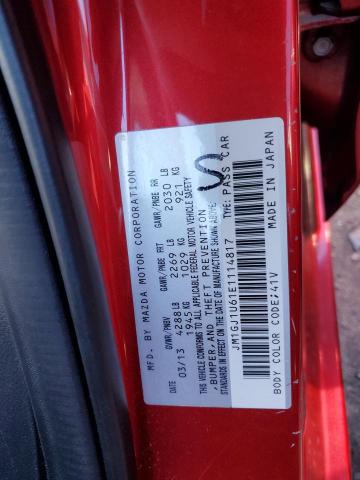 MFD. BY MAZDA MOTOR CORPORATION
DATE GVWR/PNBV GAWR/PNBE FRT GAWR/PNBE RR
03/13 4288 LB 2269 LB 2030 LB
1945 KG 1029 KG 921 KG
THIS VEHICLE CONFORMS TO ALL APPLICABLE FEDERAL MOTOR VEHICLE SAFETY
, BUMPER, AND THEFT PREVENTION
STANDARDS IN EFFECT ON THE DATE OF MANUFACTURE SHOWN ABOVE.
JM1GJ1U61E1114817 TYPE: PASS CAR
BODY COLOR CODE: 41V MADE IN JAPAN